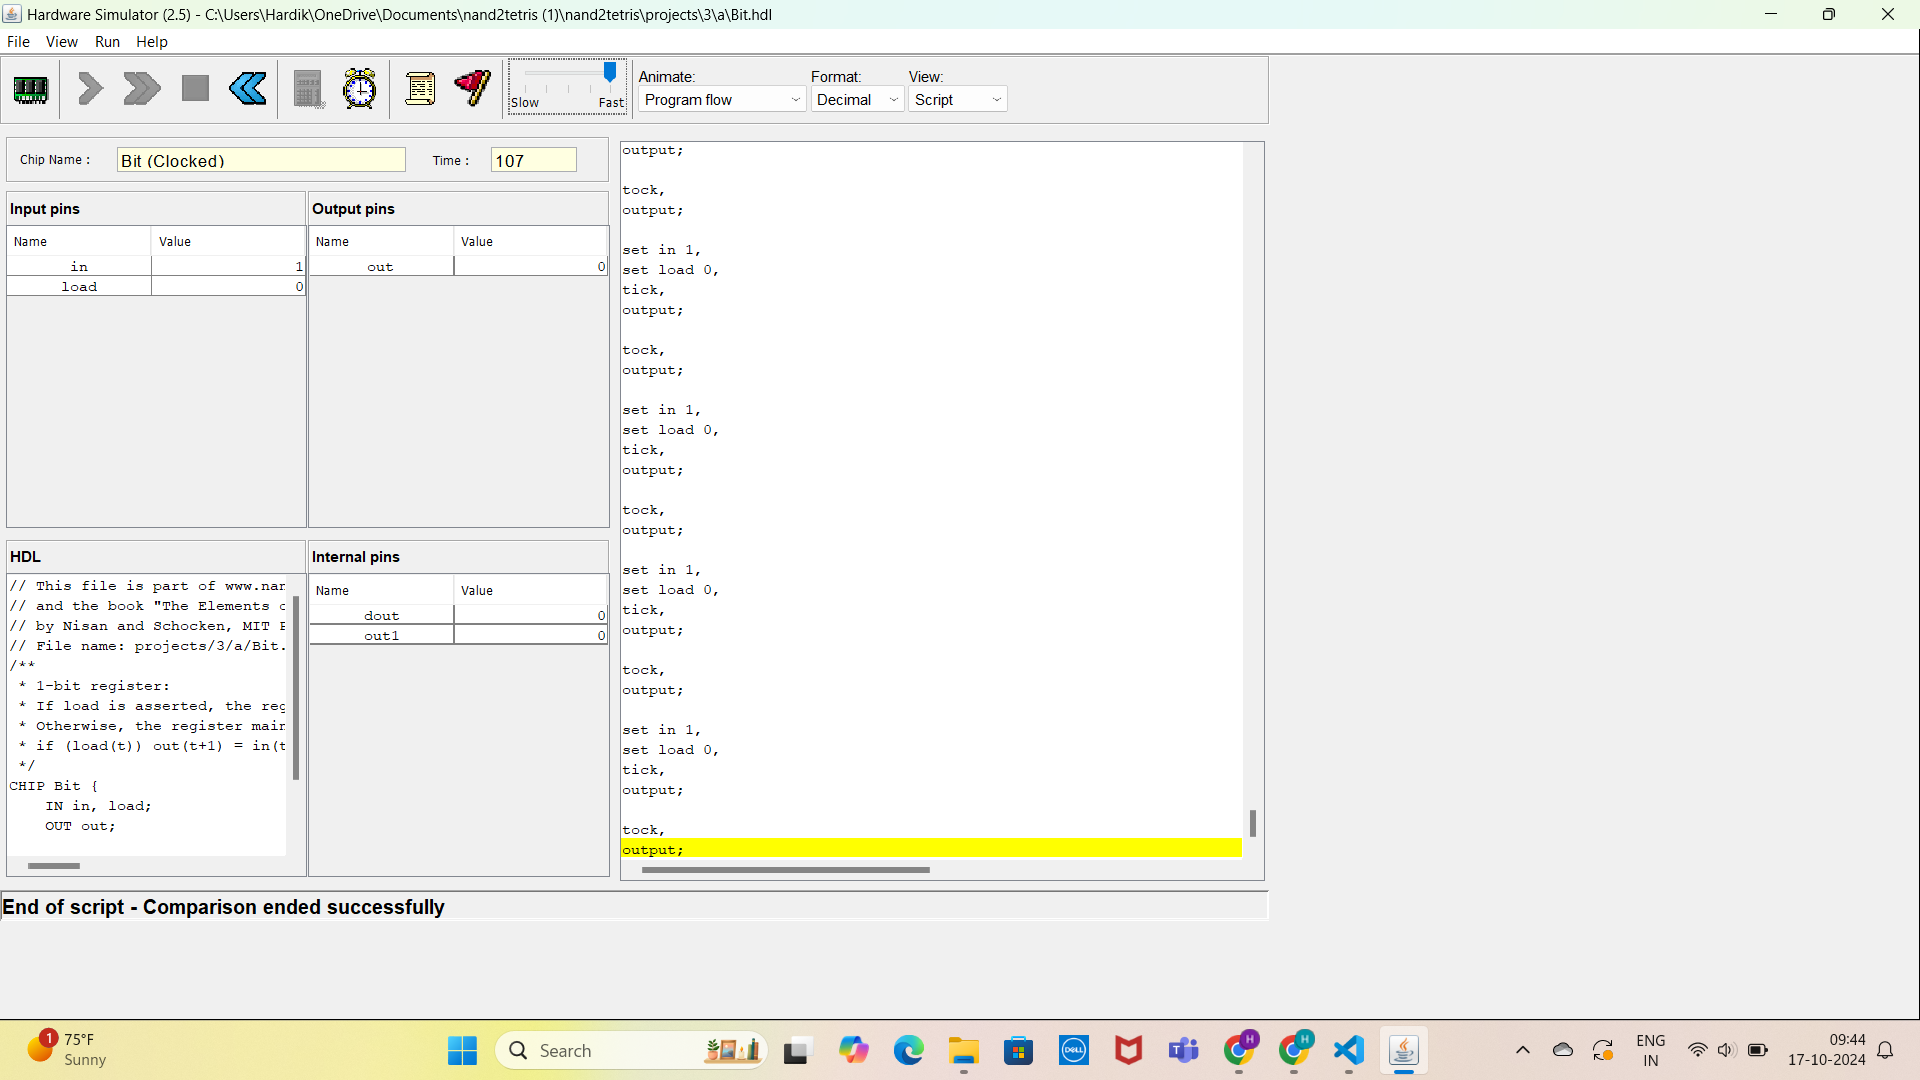 Hardware Simulator (2.5) - C:\Users\Hardik\OneDrive\Documents\nand2tetris (1)\nand2tetris\projects\3\a\Bit.hdl
File View Run Help
Slow Fast
Animate: Format: View:
Program flow Decimal Script
Chip Name : Bit (Clocked) Time : 107
Input pins
Name Value
in 1
load 0
Output pins
Name Value
out 0
HDL
// This file is part of www.nan
// and the book "The Elements o
// by Nisan and Schocken, MIT P
// File name: projects/3/a/Bit.
/**
* 1-bit register:
* If load is asserted, the reg
* Otherwise, the register main
* if (load(t)) out(t+1) = in(t
*/
CHIP Bit {
IN in, load;
OUT out;
Internal pins
Name Value
dout 0
out1 0
output;
tock,
output;
set in 1,
set load 0,
tick,
output;
tock,
output;
set in 1,
set load 0,
tick,
output;
tock,
output;
set in 1,
set load 0,
tick,
output;
tock,
output;
set in 1,
set load 0,
tick,
output;
tock,
output;
End of script - Comparison ended successfully
1
75°F
Sunny
Search
DELL
H
H
ENG
IN
09:44
17-10-2024